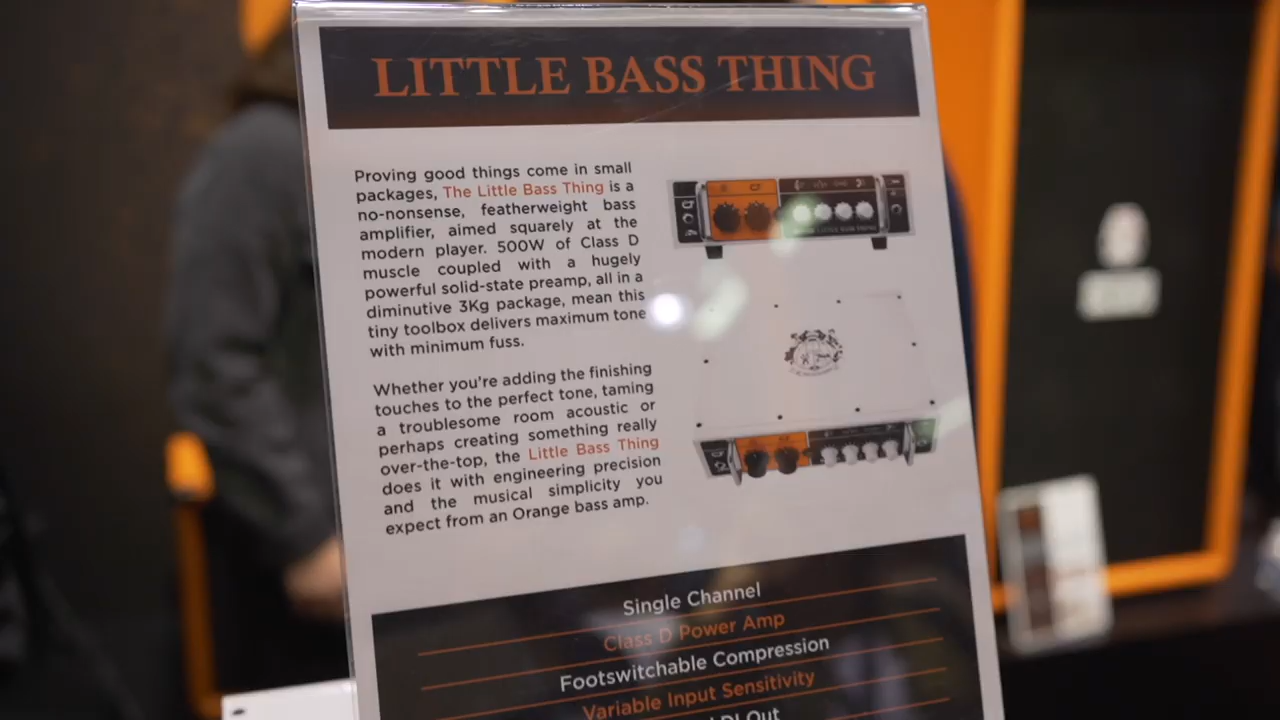 LITTLE BASS THING
Proving good things come in small
packages, The Little Bass Thing is a
no-nonsense, featherweight bass
amplifier, aimed squarely at the
modern player. 500W of Class D
muscle coupled with a hugely
powerful solid-state preamp, all in a
diminutive 3Kg package, mean this
tiny toolbox delivers maximum tone
with minimum fuss.
Whether you're adding the finishing
touches to the perfect tone, taming
a troublesome room acoustic or
perhaps creating something really
over-the-top, the Little Bass Thing
does it with engineering precision
and the musical simplicity you
expect from an Orange bass amp.
Single Channel
Class D Power Amp
Footswitchable Compression
Variable Input Sensitivity
DI Out